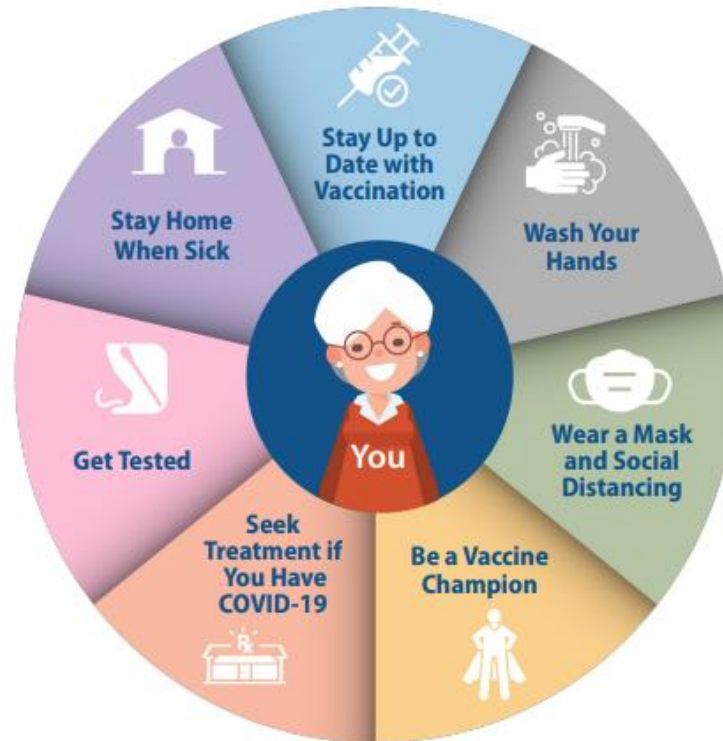 Stay Up to
Date with
Vaccination
Wash Your
Hands
Wear a Mask
and Social
Distancing
Be a Vaccine
Champion
Seek
Treatment if
You Have
COVID-19
Rx
Get Tested
Stay Home
When Sick
You